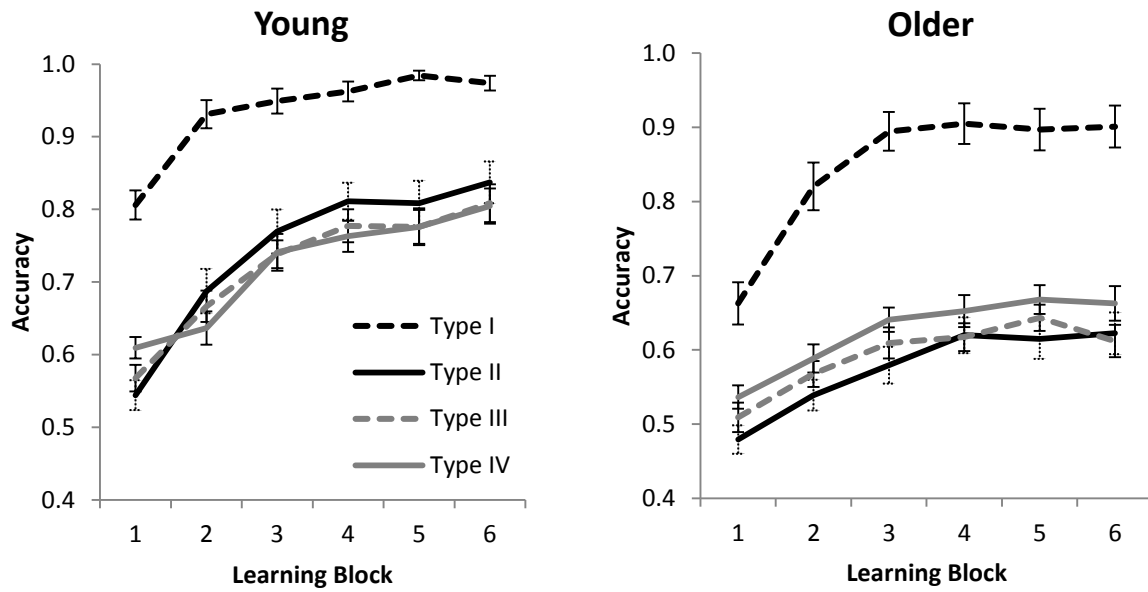 Young
Accuracy
1.0
0.9
0.8
0.7
0.6
0.5
0.4
1 2 3 4 5 6
Learning Block
Type I
Type II
Type III
Type IV
Older
Accuracy
1.0
0.9
0.8
0.7
0.6
0.5
0.4
1 2 3 4 5 6
Learning Block